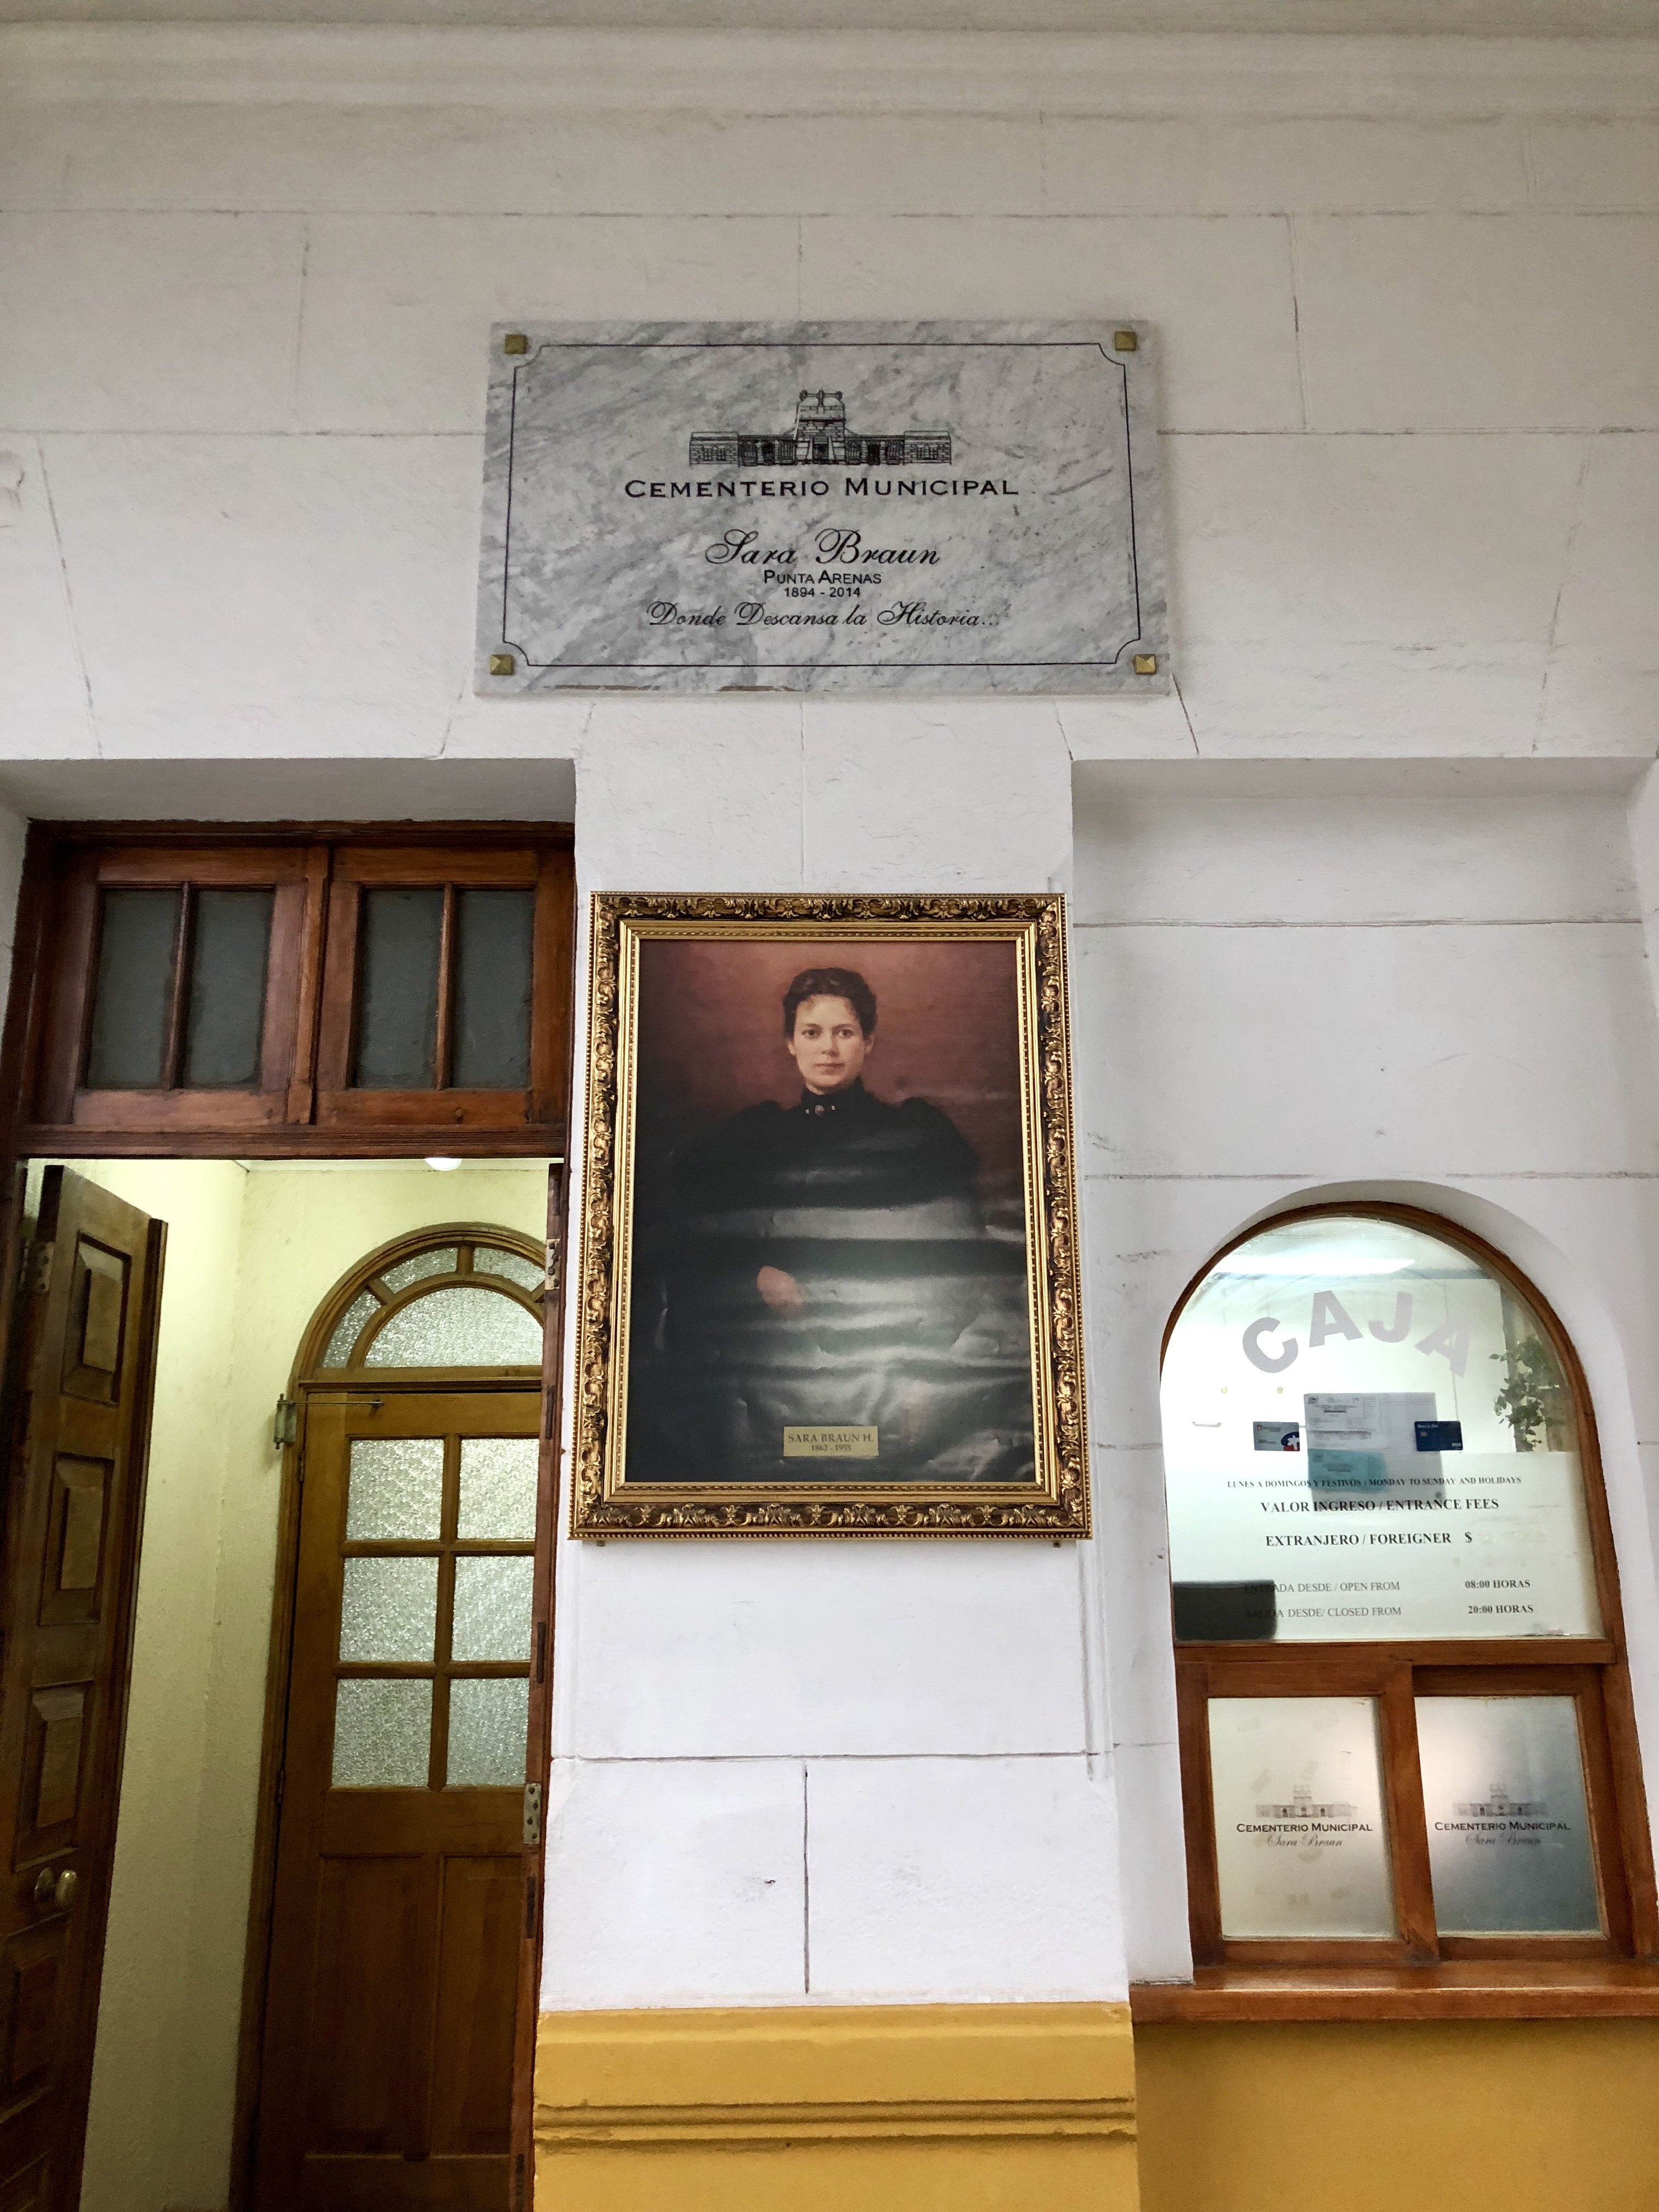 CEMENTERIO MUNICIPAL
Sara Braun
PUNTA ARENAS
1894 - 2014
Donde Descansa la Historia...
SARA BRAUN H.
1862 - 1955
CAJA
LUNES A DOMINGOS Y FESTIVOS / MONDAY TO SUNDAY AND HOLIDAYS
VALOR INGRESO / ENTRANCE FEES
EXTRANJERO / FOREIGNER $
ENTRADA DESDE / OPEN FROM 08:00 HORAS
SALIDA DESDE/ CLOSED FROM 20:00 HORAS
CEMENTERIO MUNICIPAL
Sara Braun
CEMENTERIO MUNICIPAL
Sara Braun